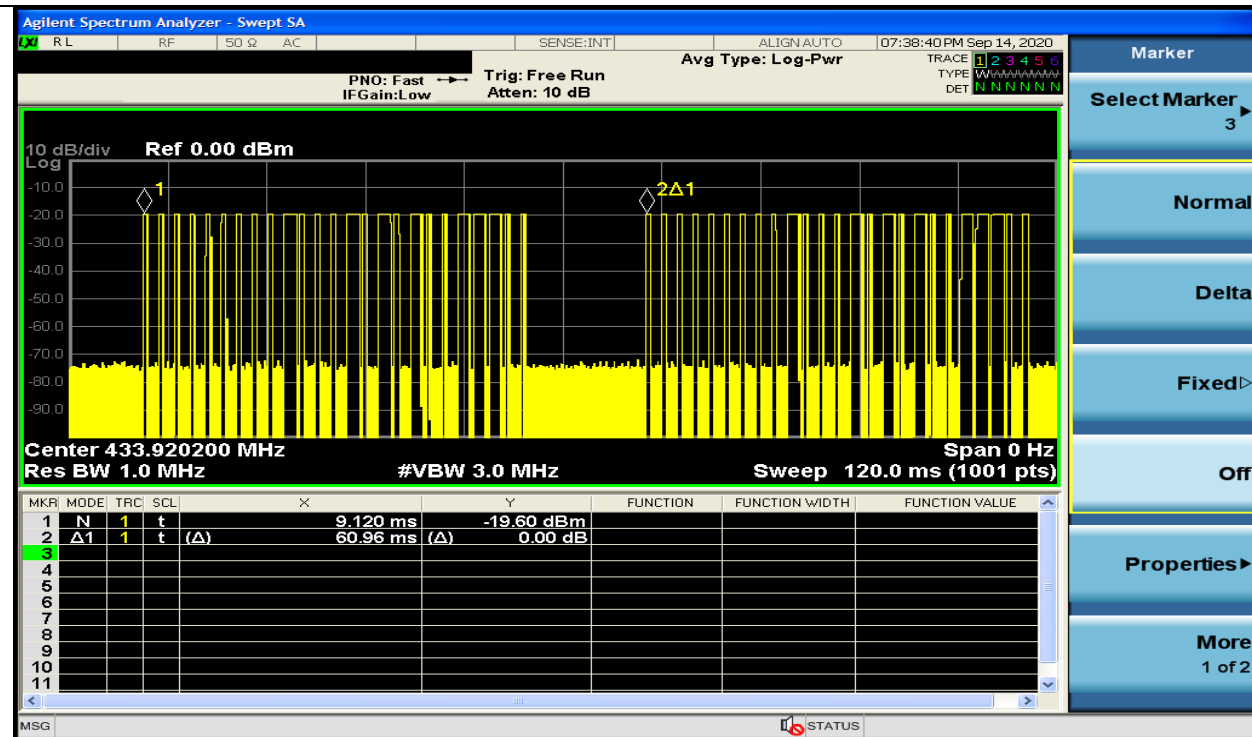 Agilent Spectrum Analyzer - Swept SA
LXI RL RF 50 Ω AC SENSE:INT ALIGN AUTO 07:38:40 PM Sep 14, 2020
PNO: Fast Trig: Free Run Avg Type: Log-Pwr TRACE 1 2 3 4 5 6
IFGain:Low Atten: 10 dB TYPE WWWWWW
DET N N N N N N
10 dB/div Ref 0.00 dBm
Log
1 2Δ1
-10.0
-20.0
-30.0
-40.0
-50.0
-60.0
-70.0
-80.0
-90.0
Center 433.920200 MHz Span 0 Hz
Res BW 1.0 MHz #VBW 3.0 MHz Sweep 120.0 ms (1001 pts)
MKR MODE TRC SCL X Y FUNCTION FUNCTION WIDTH FUNCTION VALUE
1 N 1 t 9.120 ms -19.60 dBm
2 Δ1 1 t (Δ) 60.96 ms (Δ) 0.00 dB
3
4
5
6
7
8
9
10
11
MSG STATUS
Marker
Select Marker
3
Normal
Delta
Fixed
Off
Properties
More
1 of 2